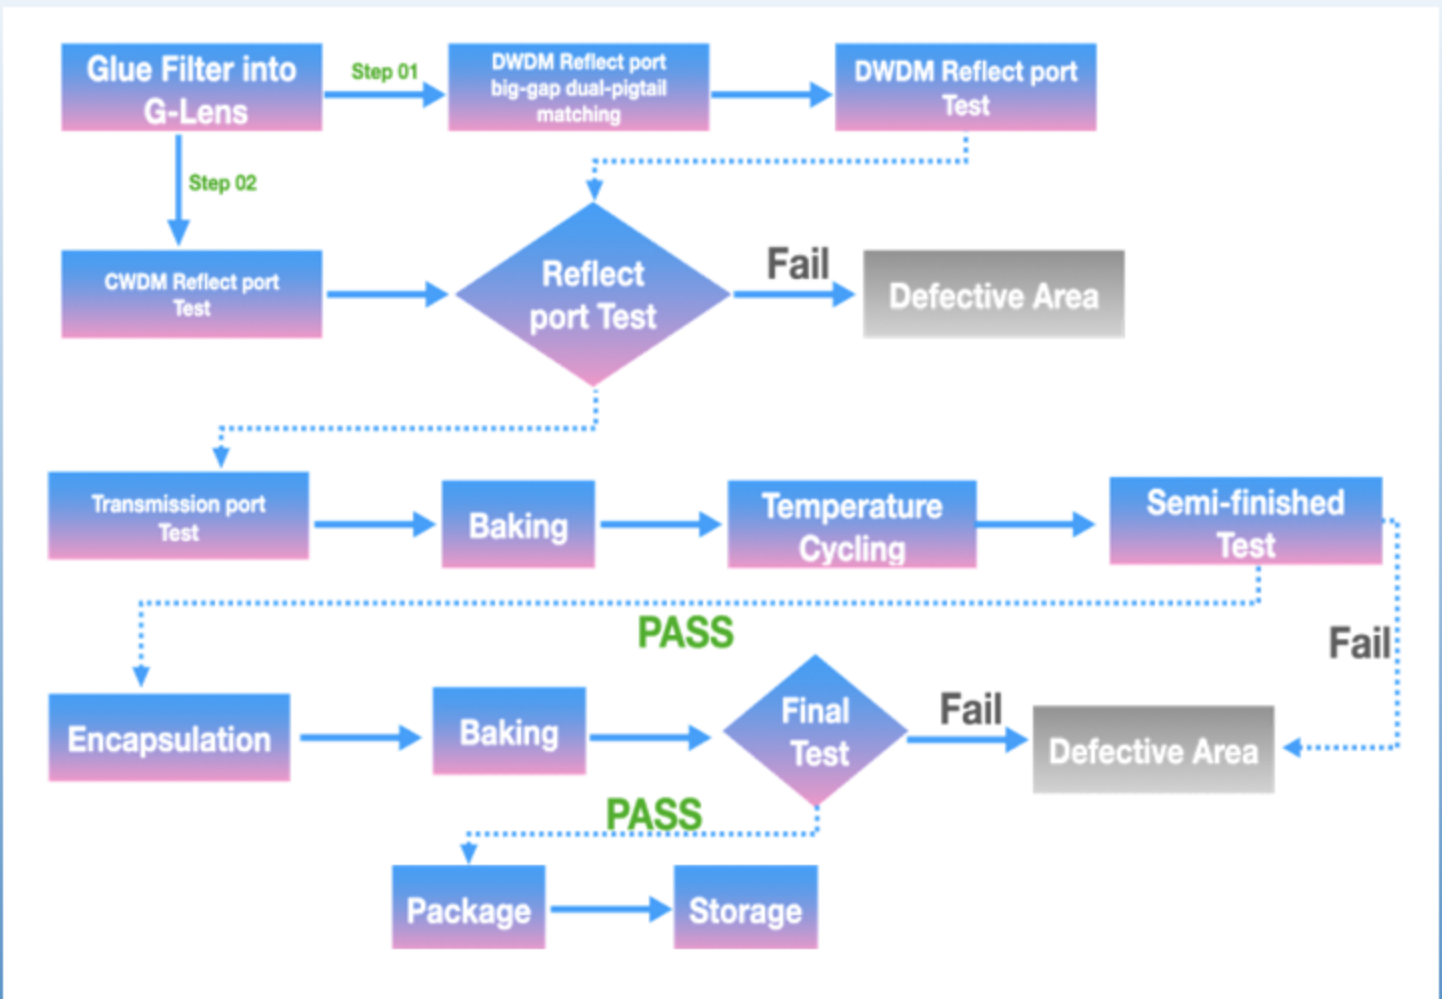 Glue Filter into
G-Lens
Step 01
DWDM Reflect port
big-gap dual-pigtail
matching
DWDM Reflect port
Test
Step 02
CWDM Reflect port
Test
Reflect
port Test
Fail
Defective Area
Transmission port
Test
Baking
Temperature
Cycling
Semi-finished
Test
PASS
Fail
Encapsulation
Baking
Final
Test
Fail
Defective Area
PASS
Package
Storage